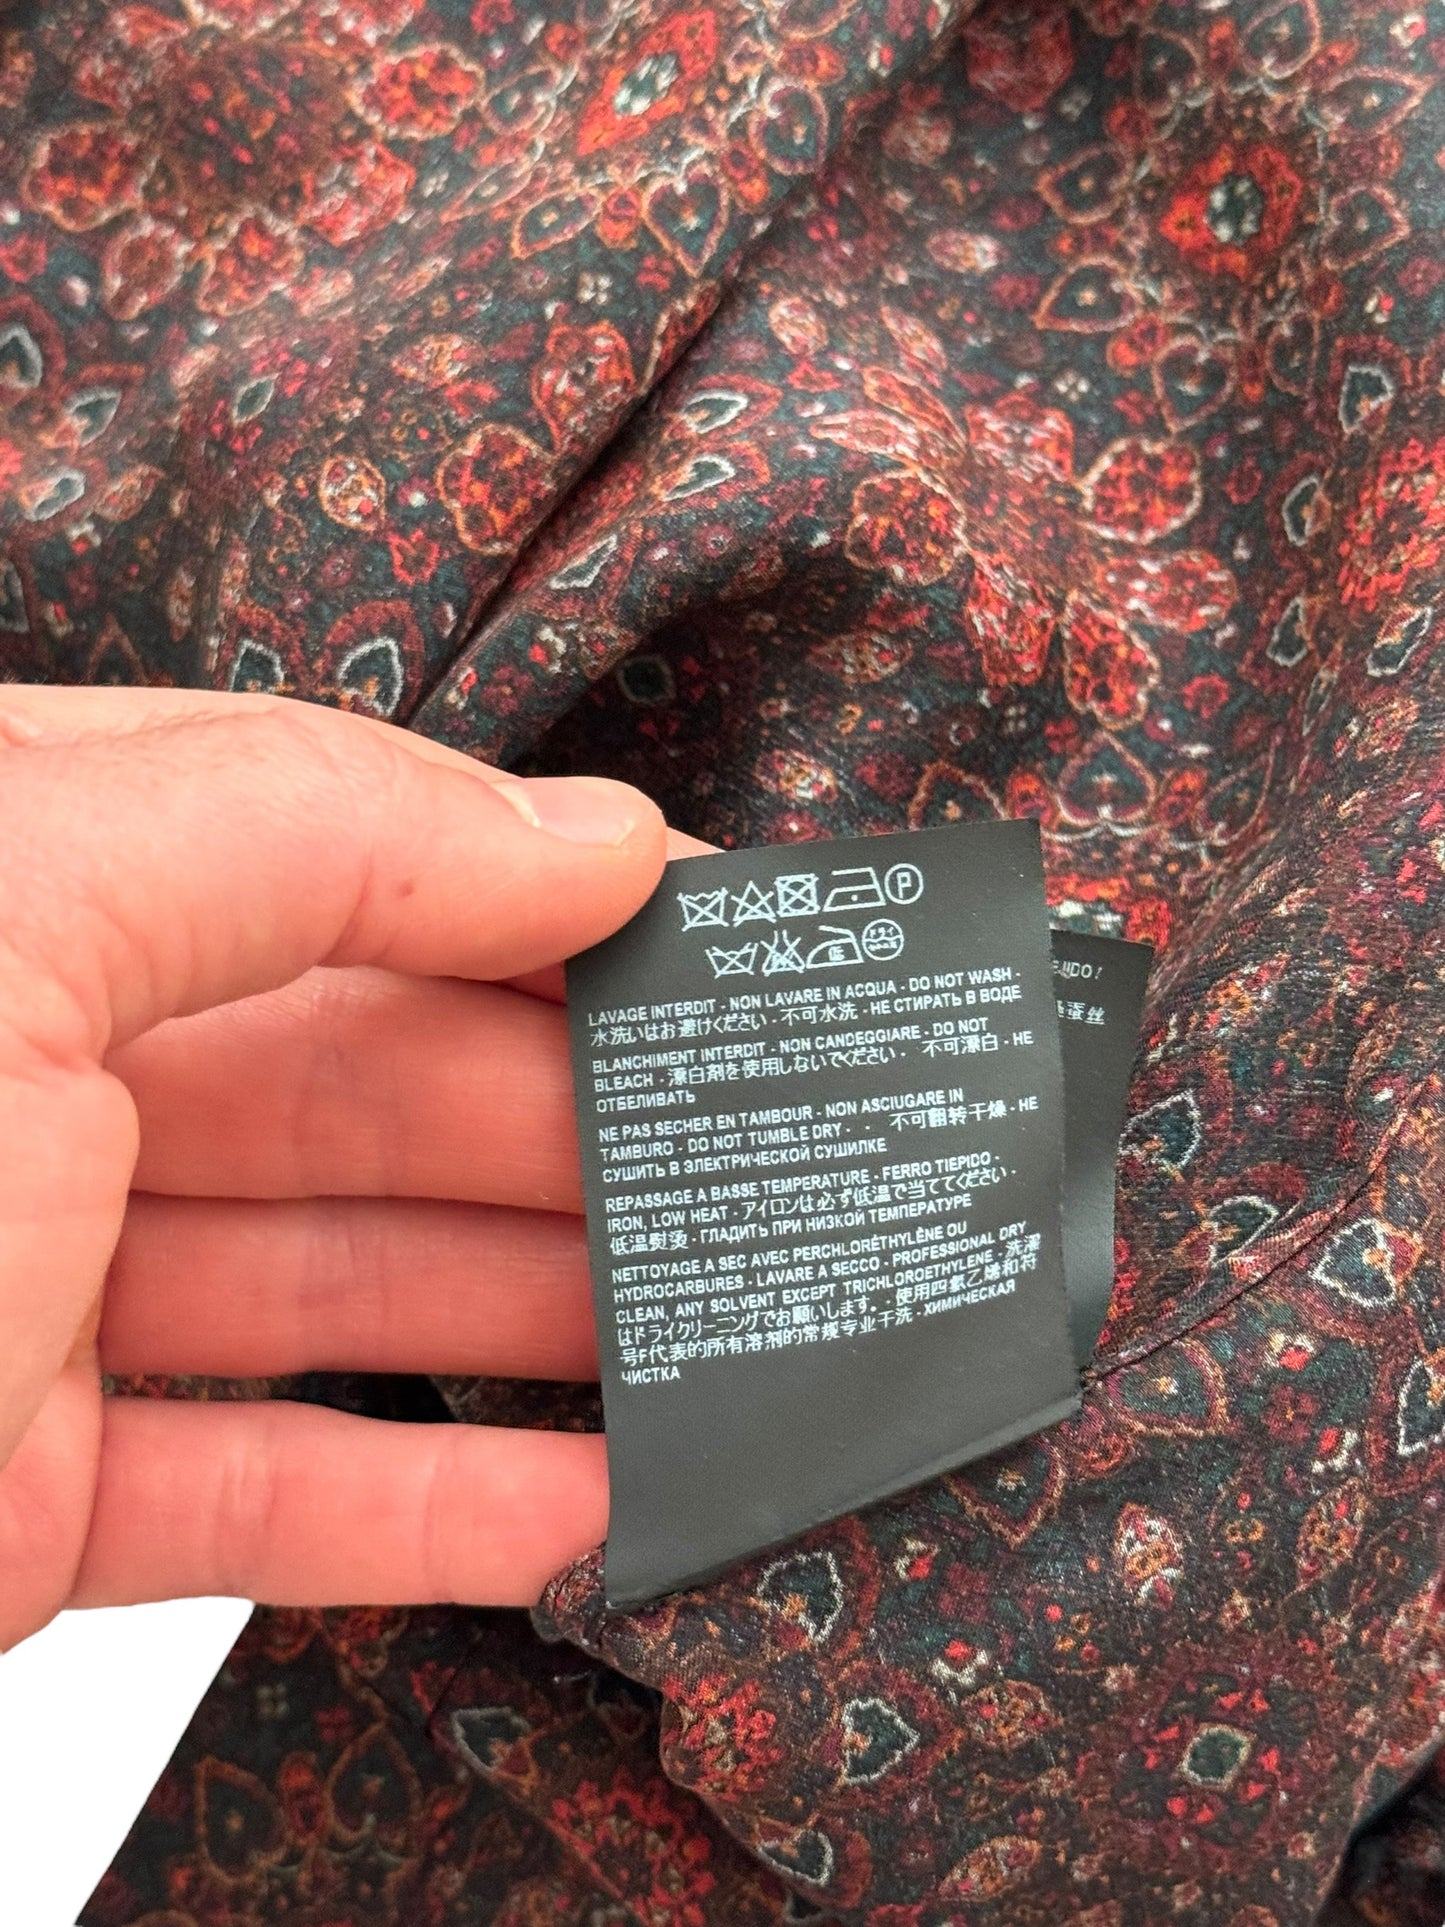 P
低
ドライ
LAVAGE INTERDIT - NON LAVARE IN ACQUA - DO NOT WASH -
水洗いはお避けください - 不可水洗 - НЕ СТИРАТЬ В ВОДЕ
BLANCHIMENT INTERDIT - NON CANDEGGIARE - DO NOT
BLEACH - 漂白剤を使用しないでください - 不可漂白 - НЕ
ОТБЕЛИВАТЬ
NE PAS SECHER EN TAMBOUR - NON ASCIUGARE IN
TAMBURO - DO NOT TUMBLE DRY - - 不可翻转干燥 - НЕ
СУШИТЬ В ЭЛЕКТРИЧЕСКОЙ СУШИЛКЕ
REPASSAGE A BASSE TEMPERATURE - FERRO TIEPIDO -
IRON, LOW HEAT - アイロンは必ず低温で当ててください -
低温熨烫 - ГЛАДИТЬ ПРИ НИЗКОЙ ТЕМПЕРАТУРЕ
NETTOYAGE A SEC AVEC PERCHLORÉTHYLÈNE OU
HYDROCARBURES - LAVARE A SECCO - PROFESSIONAL DRY
CLEAN, ANY SOLVENT EXCEPT TRICHLOROETHYLENE - 洗濯
はドライクリーニングでお願いします。- 使用四氯乙烯和符
号F代表的所有溶剂的常规专业干洗 - ХИМИЧЕСКАЯ
ЧИСТКА
蚕丝